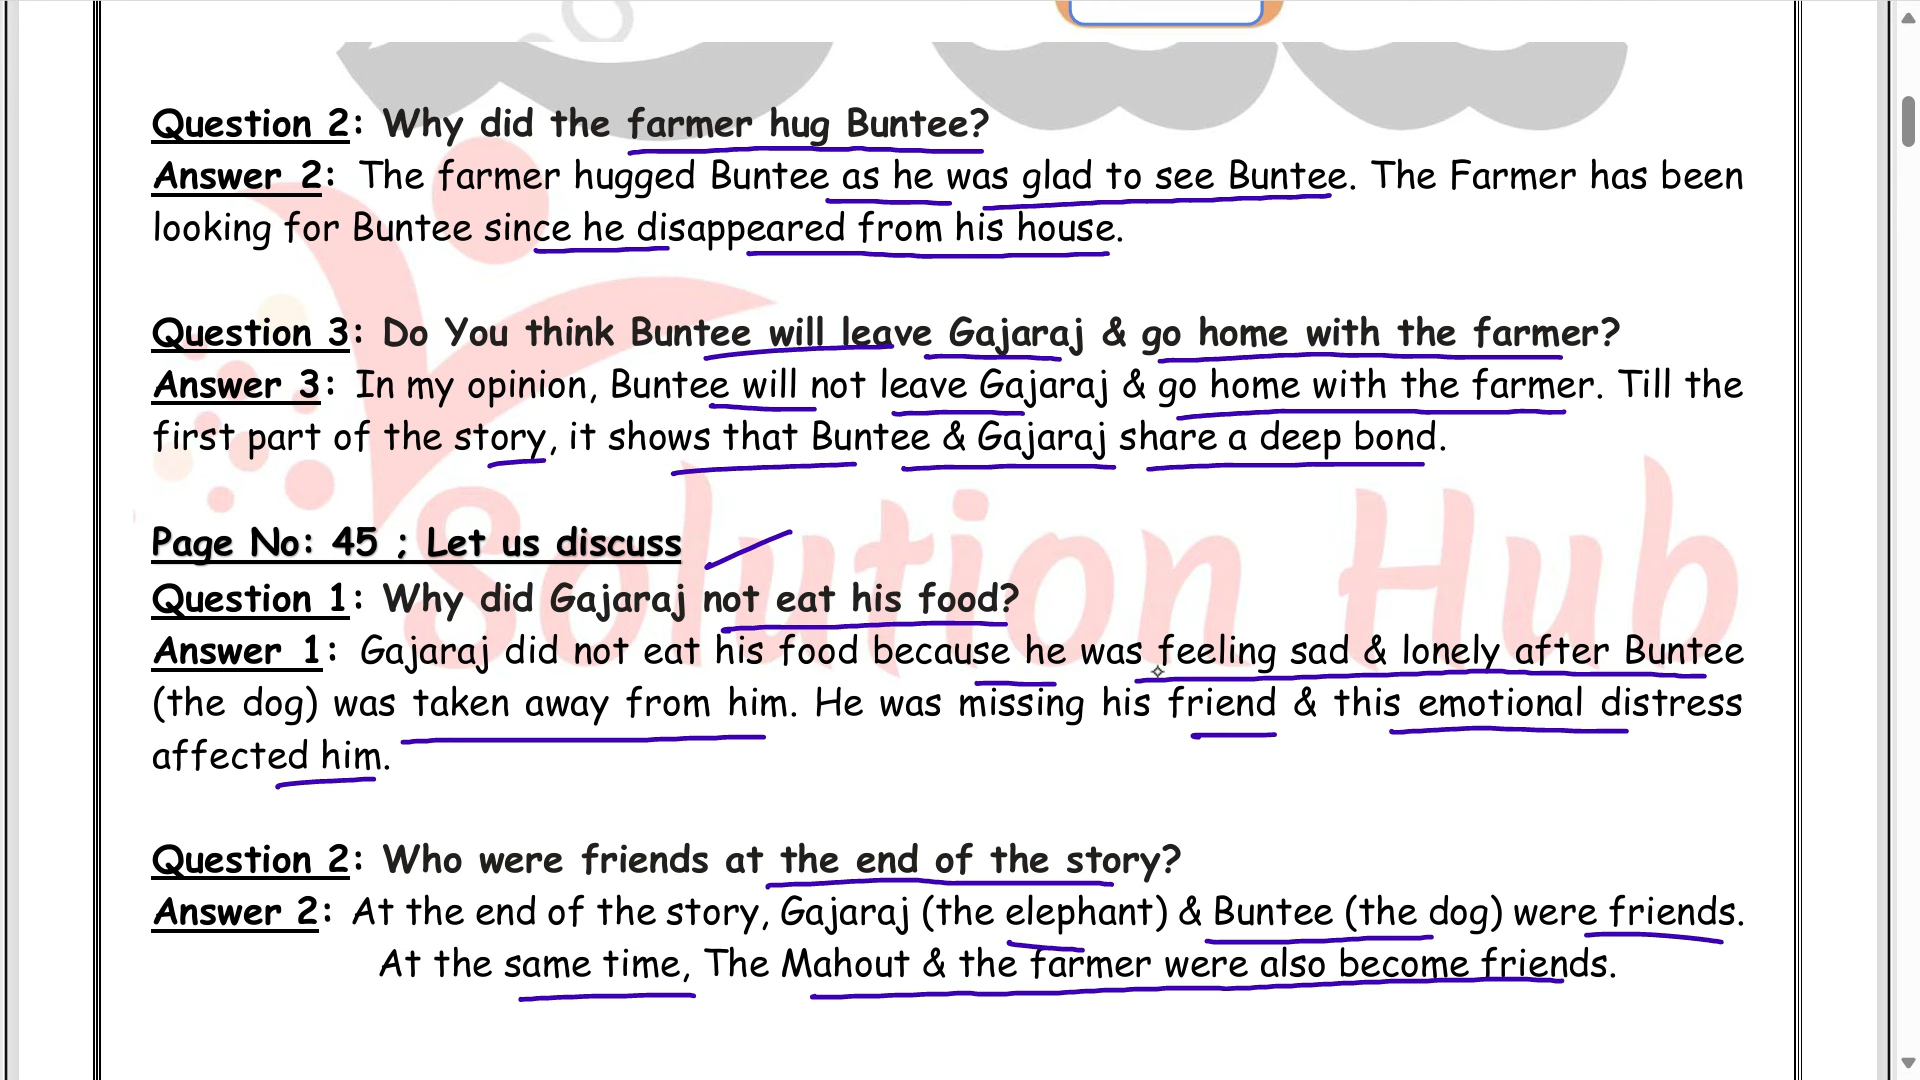 Question 2: Why did the farmer hug Buntee?
Answer 2: The farmer hugged Buntee as he was glad to see Buntee. The Farmer has been
looking for Buntee since he disappeared from his house.
Question 3: Do You think Buntee will leave Gajaraj & go home with the farmer?
Answer 3: In my opinion, Buntee will not leave Gajaraj & go home with the farmer. Till the
first part of the story, it shows that Buntee & Gajaraj share a deep bond.
Solution Hub
Page No: 45 ; Let us discuss
Question 1: Why did Gajaraj not eat his food?
Answer 1: Gajaraj did not eat his food because he was feeling sad & lonely after Buntee
(the dog) was taken away from him. He was missing his friend & this emotional distress
affected him.
Question 2: Who were friends at the end of the story?
Answer 2: At the end of the story, Gajaraj (the elephant) & Buntee (the dog) were friends.
At the same time, The Mahout & the farmer were also become friends.